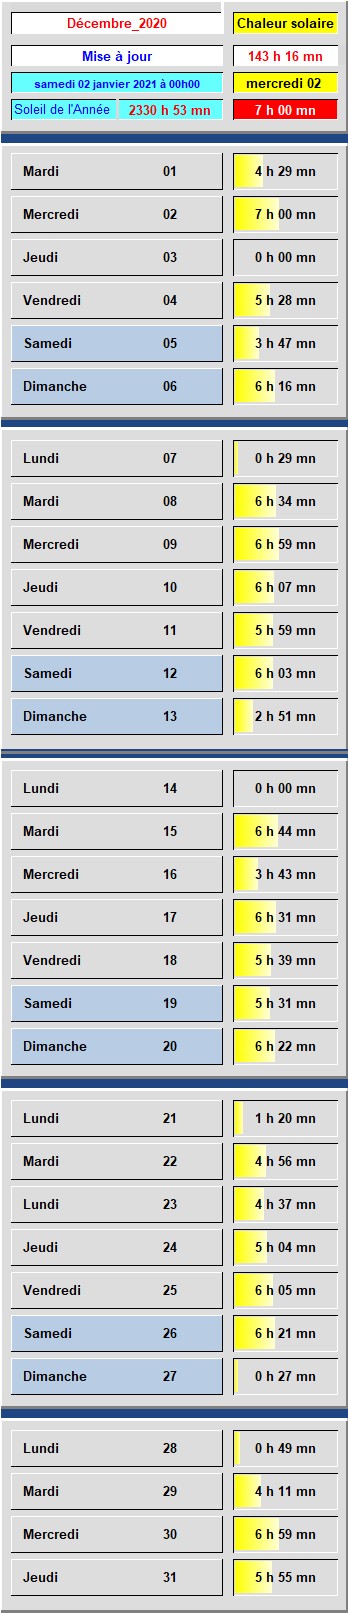 Décembre_2020 Chaleur solaire
Mise à jour 143 h 16 mn
samedi 02 janvier 2021 à 00h00 mercredi 02
Soleil de l'Année 2330 h 53 mn 7 h 00 mn
Mardi 01 4 h 29 mn
Mercredi 02 7 h 00 mn
Jeudi 03 0 h 00 mn
Vendredi 04 5 h 28 mn
Samedi 05 3 h 47 mn
Dimanche 06 6 h 16 mn
Lundi 07 0 h 29 mn
Mardi 08 6 h 34 mn
Mercredi 09 6 h 59 mn
Jeudi 10 6 h 07 mn
Vendredi 11 5 h 59 mn
Samedi 12 6 h 03 mn
Dimanche 13 2 h 51 mn
Lundi 14 0 h 00 mn
Mardi 15 6 h 44 mn
Mercredi 16 3 h 43 mn
Jeudi 17 6 h 31 mn
Vendredi 18 5 h 39 mn
Samedi 19 5 h 31 mn
Dimanche 20 6 h 22 mn
Lundi 21 1 h 20 mn
Mardi 22 4 h 56 mn
Lundi 23 4 h 37 mn
Jeudi 24 5 h 04 mn
Vendredi 25 6 h 05 mn
Samedi 26 6 h 21 mn
Dimanche 27 0 h 27 mn
Lundi 28 0 h 49 mn
Mardi 29 4 h 11 mn
Mercredi 30 6 h 59 mn
Jeudi 31 5 h 55 mn